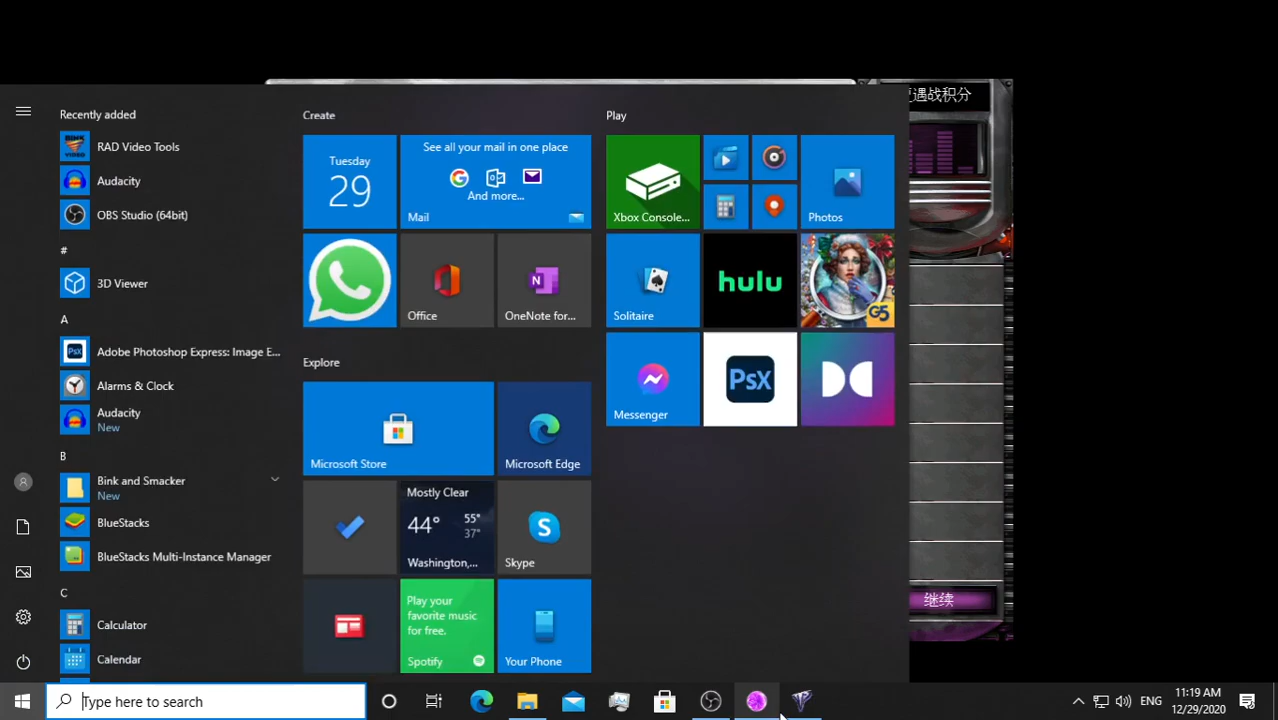 Recently added
RAD Video Tools
Audacity
OBS Studio (64bit)
#
3D Viewer
A
Adobe Photoshop Express: Image E...
Alarms & Clock
Audacity
New
B
Bink and Smacker
New
BlueStacks
BlueStacks Multi-Instance Manager
C
Calculator
Calendar
Create
Tuesday
29
See all your mail in one place
And more...
Mail
Office
OneNote for...
Explore
Microsoft Store
Microsoft Edge
Mostly Clear
44°
55°
37°
Washington,...
Skype
Play your
favorite music
for free.
Spotify
Your Phone
Play
Xbox Console...
Photos
Solitaire
hulu
G5
Messenger
PsX
遇战积分
继续
Type here to search
ENG
11:19 AM
12/29/2020